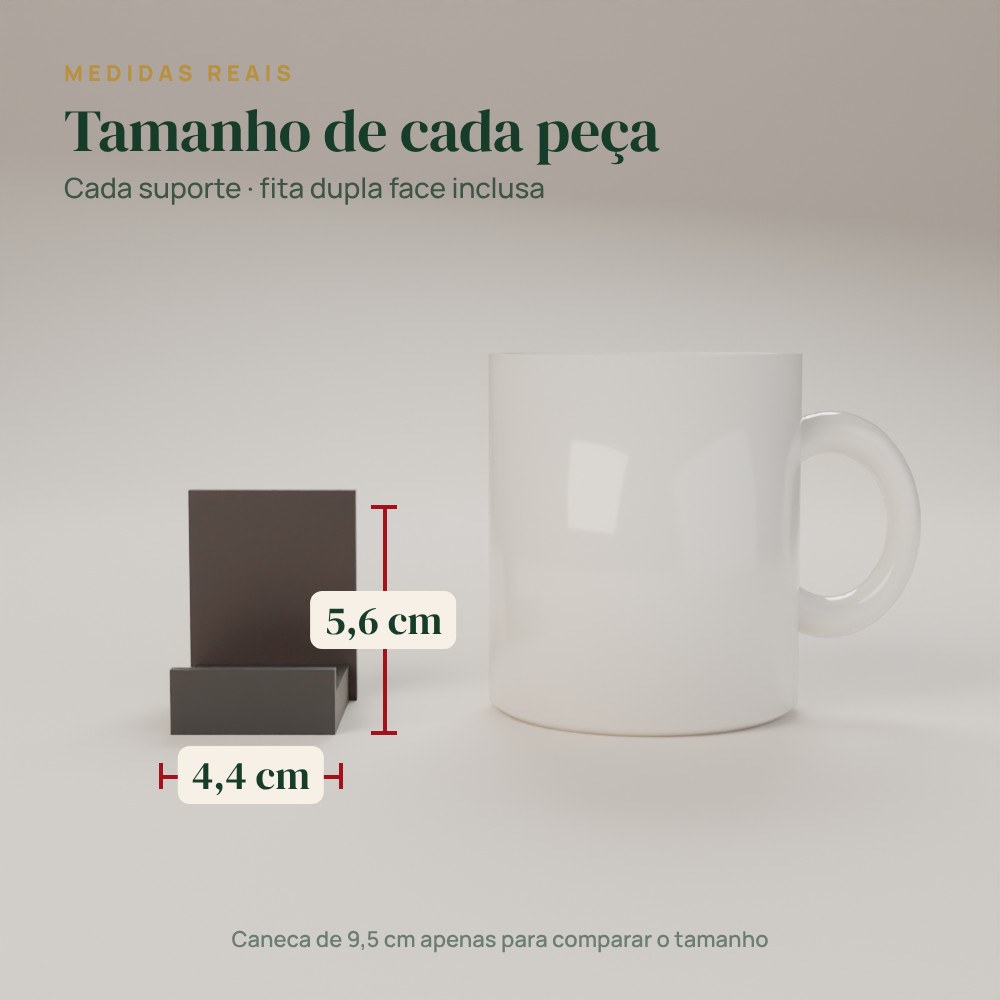 MEDIDAS REAIS
Tamanho de cada peça
Cada suporte · fita dupla face inclusa
5,6 cm
4,4 cm
Caneca de 9,5 cm apenas para comparar o tamanho